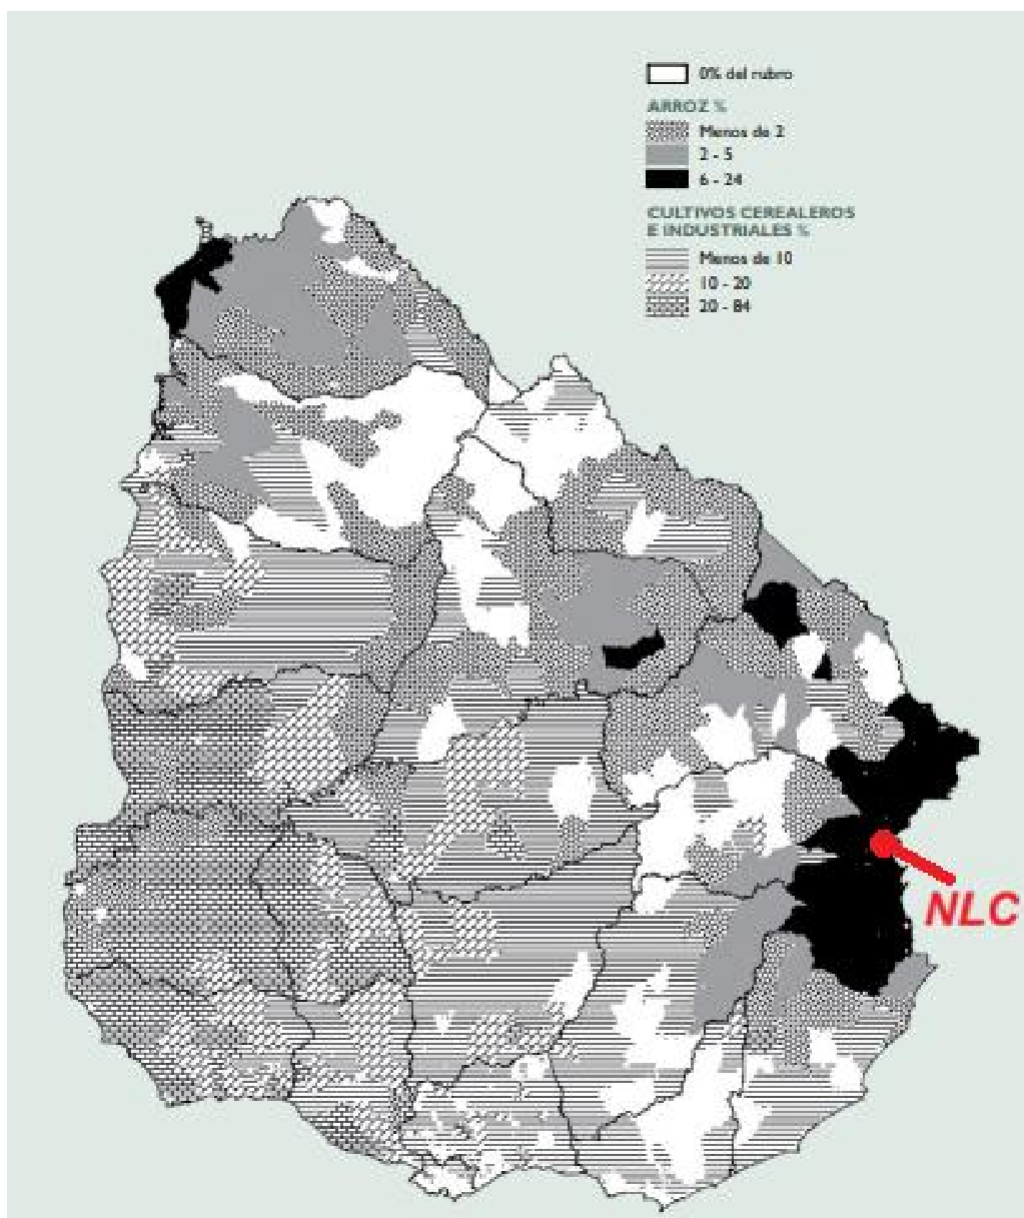 0% del rubro
ARROZ %
Menos de 2
2 - 5
6 - 24
CULTIVOS CEREALEROS
E INDUSTRIALES %
Menos de 10
10 - 20
20 - 84
NLC